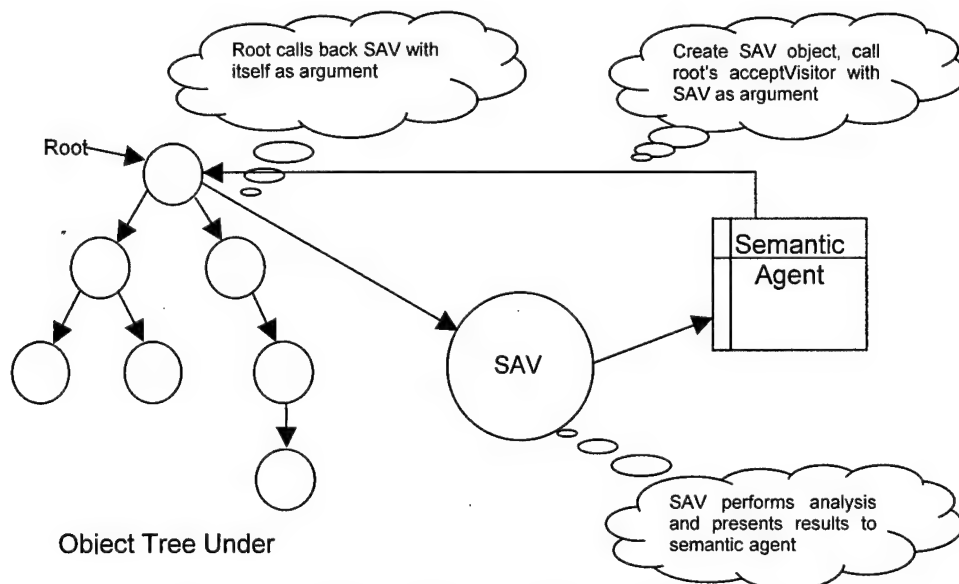 Root calls back SAV with
itself as argument
Create SAV object, call
root's acceptVisitor with
SAV as argument
Root
Semantic
Agent
SAV
SAV performs analysis
and presents results to
semantic agent
Object Tree Under